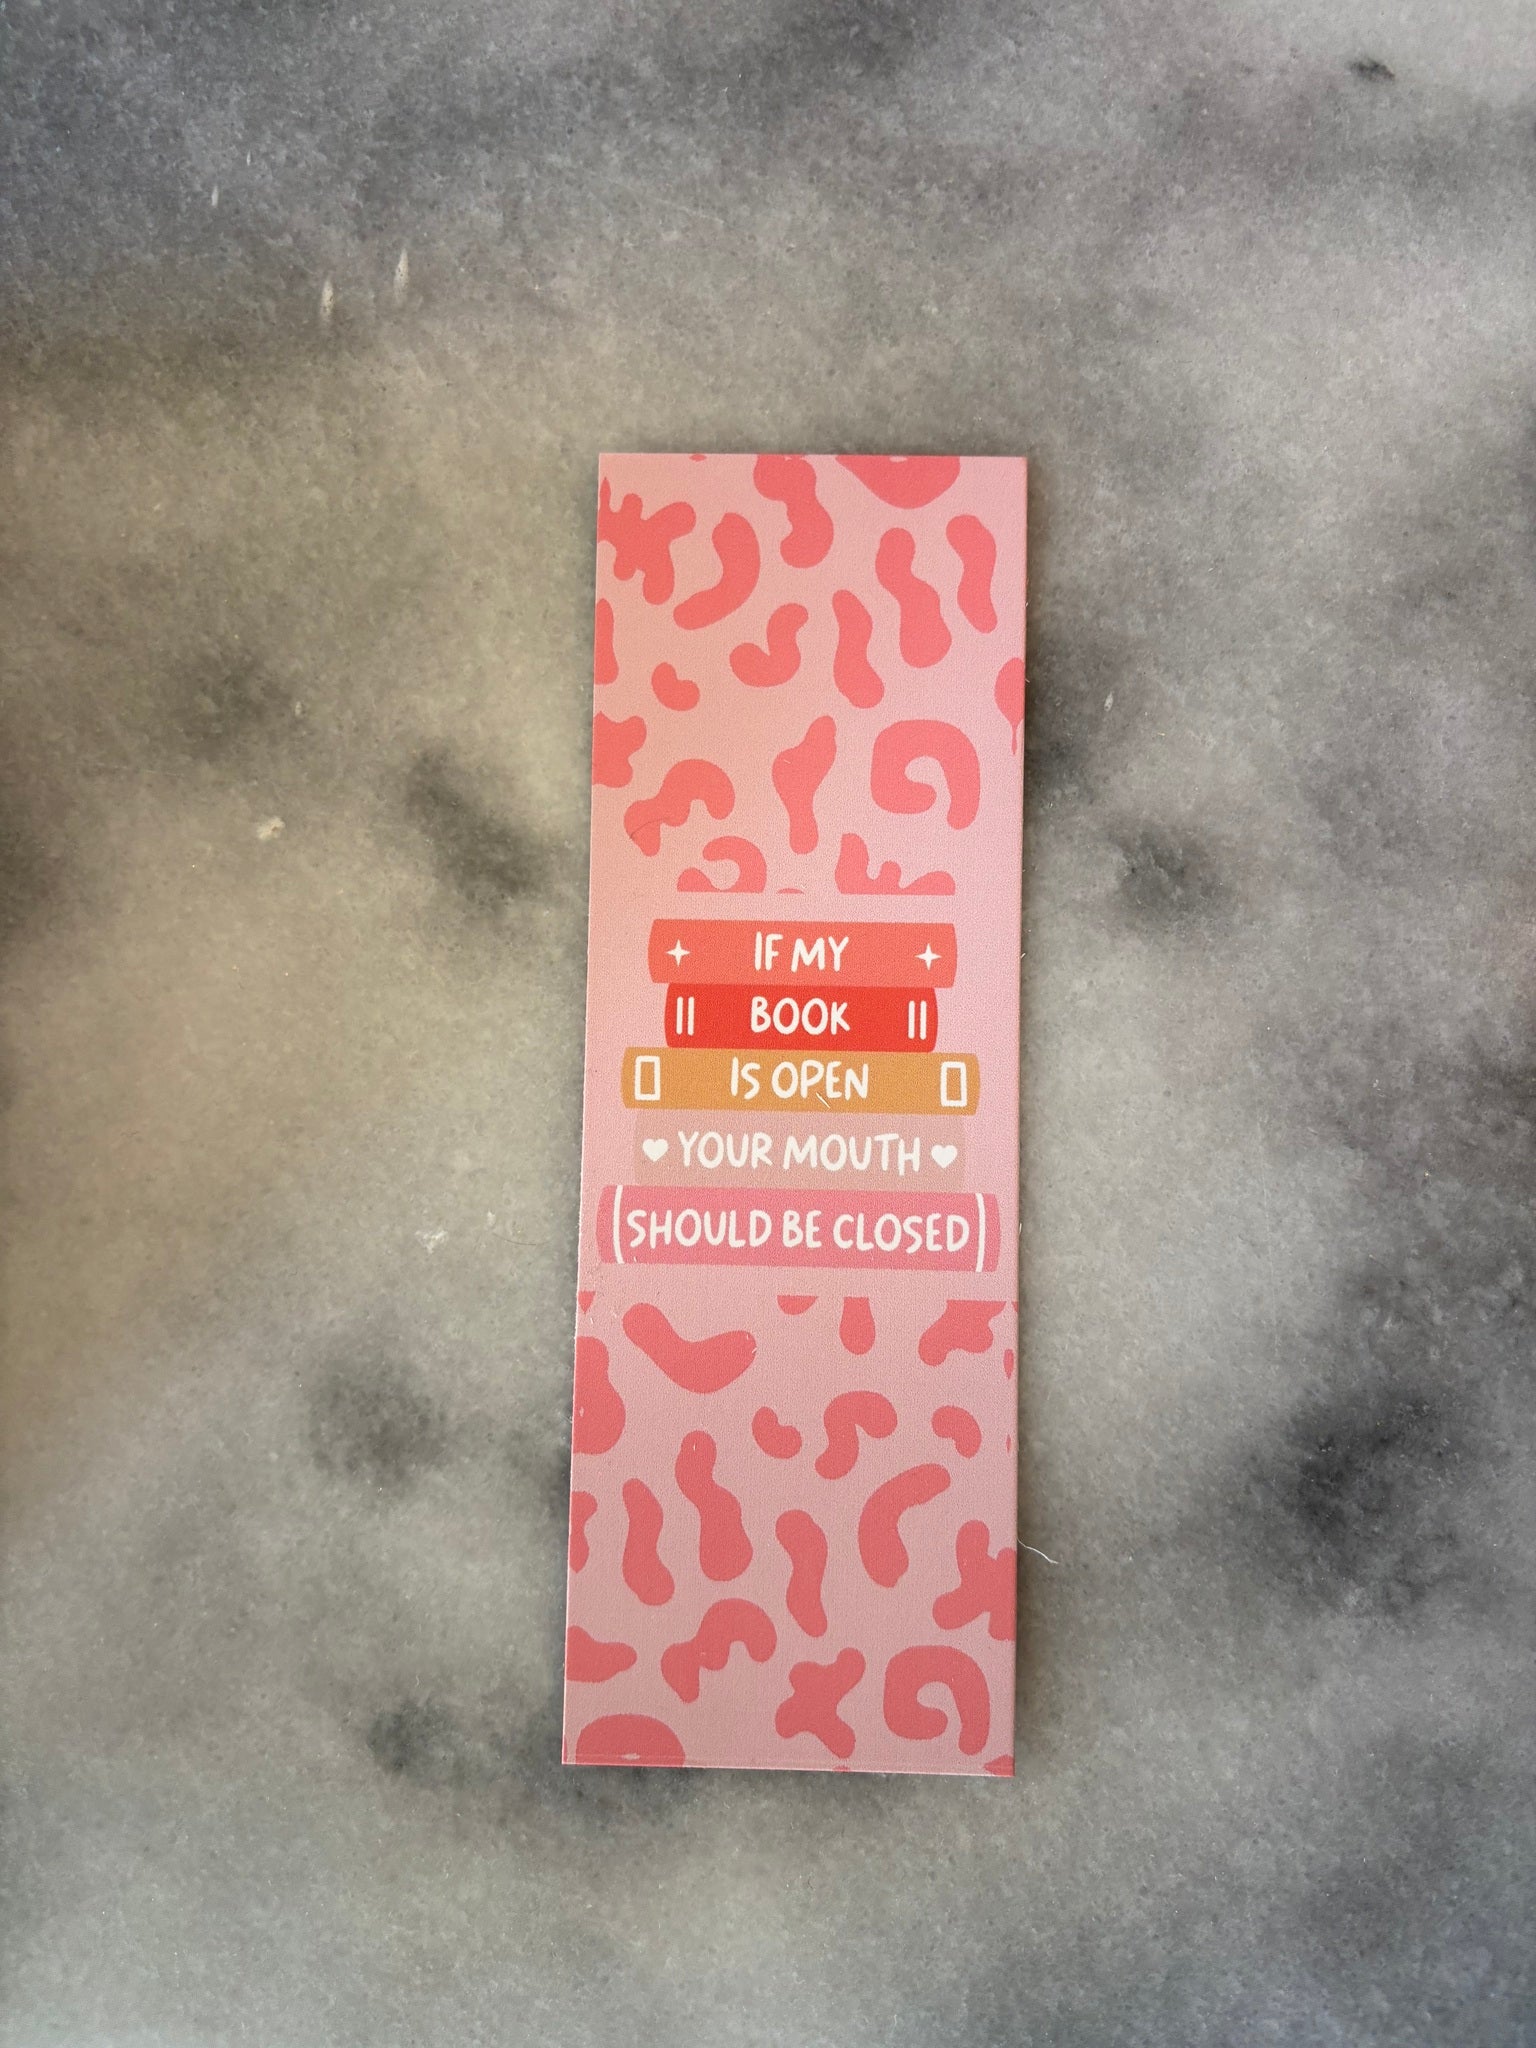 IF MY
BOOK
IS OPEN
YOUR MOUTH
SHOULD BE CLOSED